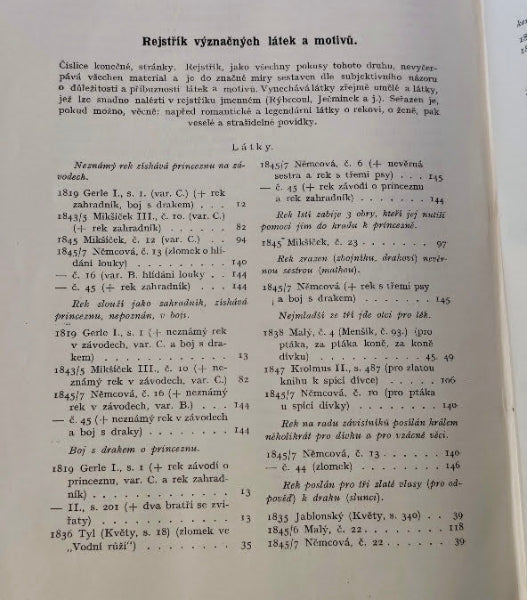 Rejstřík význačných látek a motivů.
Číslice konečné, stránky. Rejstřík, jako všechny pokusy tohoto druhu, nevyčer-
pává všechen material a je do značné míry sestaven dle subjektivního názoru
o důležitosti a příbuznosti látek a motivů. Vynechává látky zřejmě umělé a látky,
jež lze snadno nalézti v rejstříku jmenném (Rýbrcoul, Ječmínek a j.). Seřazen je,
pokud možno, věcně: napřed romantické a legendární látky o rekovi, o ženě, pak
veselé a strašidelné povídky.
Látky.
Neznámý rek získává princeznu na zá-
vodech.
1819 Gerle I., s. 1. (var. C.) (+ rek
zahradník, boj s drakem) . . . 12
1843/5 Mikšíček III., č. 10. (var. C.)
(+ rek zahradník) . . . . . 82
1845 Mikšíček, č. 12 (var. C.) . . 94
1845/7 Němcová, č. 13 (zlomek o hlí-
dání louky) . . . . . . . 140
— č. 16 (var. B. hlídání louky . . 144
— č. 45 (+ rek zahradník) . . . 144
Rek slouží jako zahradník, získává
princeznu, nepoznán, v boji.
1819 Gerle I., s. 1 (+ neznámý rek
v závodech, var. C. a boj s dra-
kem) . . . . . . . . . . 13
1843/5 Mikšíček III., č. 10 (+ ne-
známý rek v závodech, var. C.) 82
1845/7 Němcová, č. 16 (+ neznámý
rek v závodech, var. B.) . . . 144
— č. 45 (+ neznámý rek v závodech
a boj s draky) . . . . . . . 144
Boj s drakem o princeznu.
1819 Gerle I., s. 1 (+ rek závodí o
princeznu, var. C. a rek zahrad-
ník) . . . . . . . . . . . 13
— II., s. 201 (+ dva bratři se zví-
řaty) . . . . . . . . . . 13
1836 Tyl (Květy, s. 18) (zlomek ve
„Vodní růži“) . . . . . . . 35
1845/7 Němcová, č. 6 (+ nevěrná
sestra a rek s třemi psy) . . . 145
— č. 45 (+ rek závodí o princeznu
a rek zahradník) . . . . . . 144
Rek lstí zabije 3 obry, kteří jej nutili
pomoci jim do hradu k princezně.
1845 Mikšíček, č. 23 . . . . . . 97
Rek zrazen (zbojníku, drakovi) nevěr-
nou sestrou (matkou).
1845/7 Němcová (+ rek s třemi psy
a boj s drakem) . . . . . . 145
Nejmladší ze tří jde otci pro lék.
1838 Malý, č. 4 (Menšík, č. 93.) (pro
ptáka, za ptáka koně, za koně
dívku) . . . . . . . . . 45. 49
1847 Krolmus II., s. 487 (pro zlatou
knihu k spící dívce) . . . . . 106
1845/7 Němcová, č. 10 (pro ptáka
u spící dívky) . . . . . . . 140
Rek na radu závistníků posílán králem
několikrát pro dívku a pro vzácné věci.
1845/7 Němcová, č. 13 . . . . . 140
— č. 44 (zlomek) . . . . . . . 146
Rek poslán pro tři zlaté vlasy (pro od-
pověď) k draku (slunci).
1835 Jablonský (Květy, s. 340) . . 39
1845/6 Malý, č. 22 . . . . . . . 118
1845/7 Němcová, č. 22 . . . . . 39